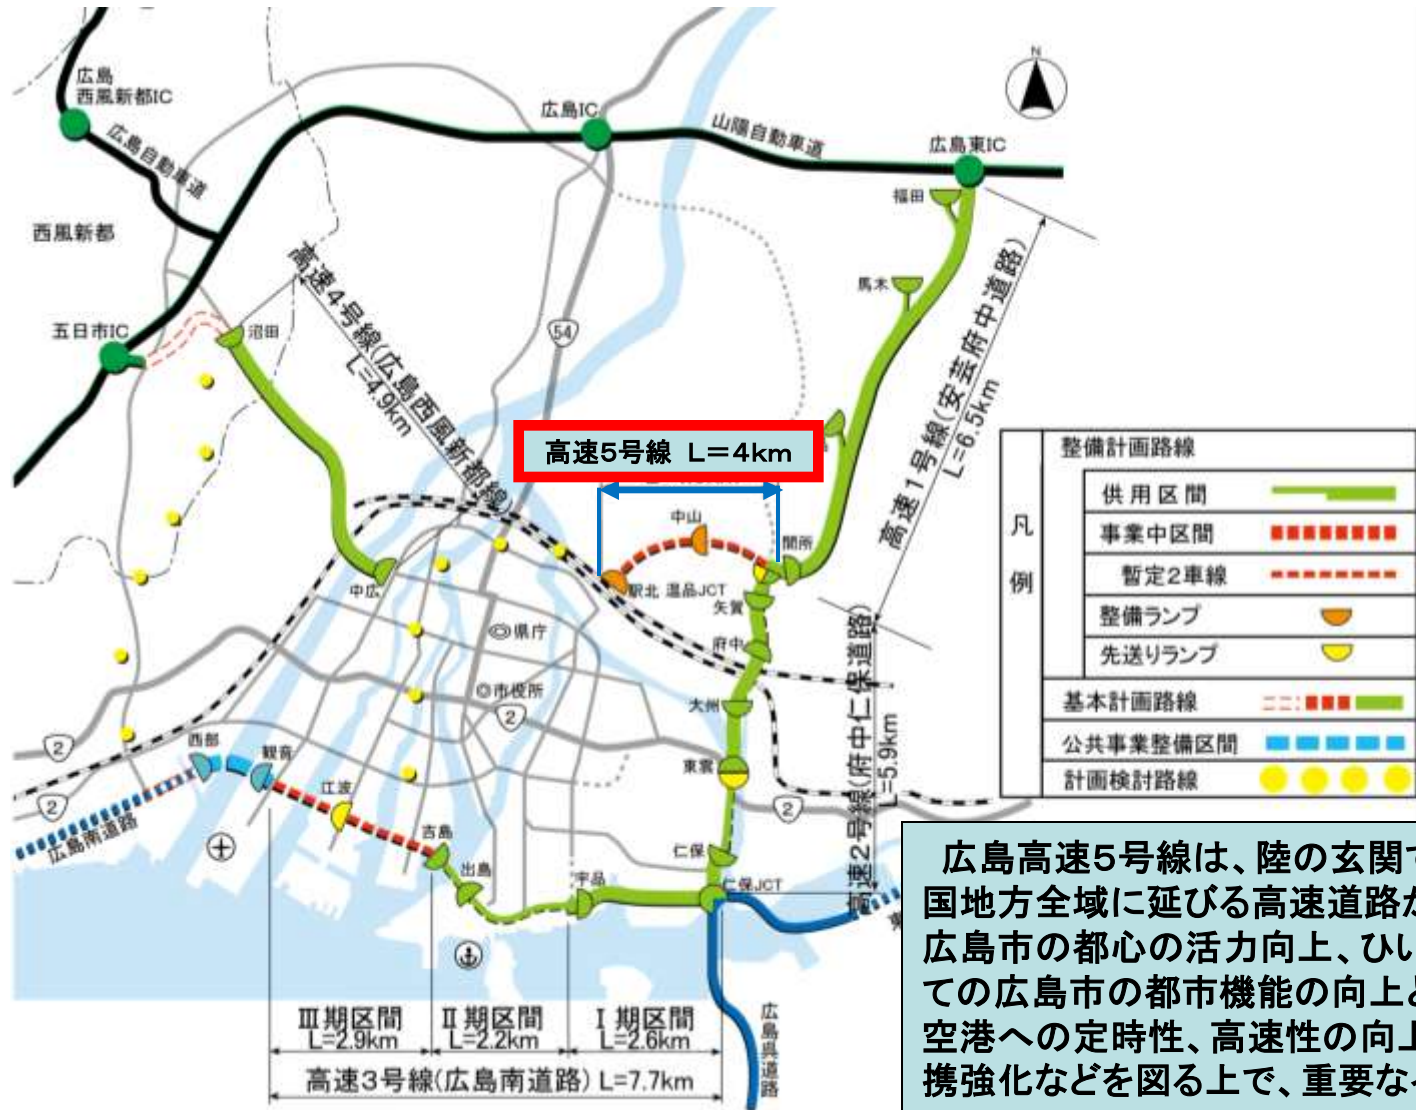 N
広島
西風新都IC
広島自動車道
西風新都
広島IC
山陽自動車道
広島東IC
福田
馬木
高速1号線(安芸府中道路)
L=6.5km
高速4号線(広島西風新都線)
L=4.9km
五日市IC
沼田
54
高速5号線 L=4km
中山
間所
駅北
温品JCT
矢賀
府中
中広
県庁
市役所
2
大州
東雲
2
仁保
仁保JCT
高速2号線(府中仁保道路)
L=5.9km
2
2
西部
観音
江波
吉島
出島
宇品
広島南道路
広島呉道路
Ⅲ期区間
L=2.9km
Ⅱ期区間
L=2.2km
Ⅰ期区間
L=2.6km
高速3号線(広島南道路) L=7.7km
凡例
整備計画路線
供用区間
事業中区間
暫定2車線
整備ランプ
先送りランプ
基本計画路線
公共事業整備区間
計画検討路線
広島高速5号線は、陸の玄関
国地方全域に延びる高速道路
広島市の都心の活力向上、ひい
ての広島市の都市機能の向上
空港への定時性、高速性の向上
携強化などを図る上で、重要な